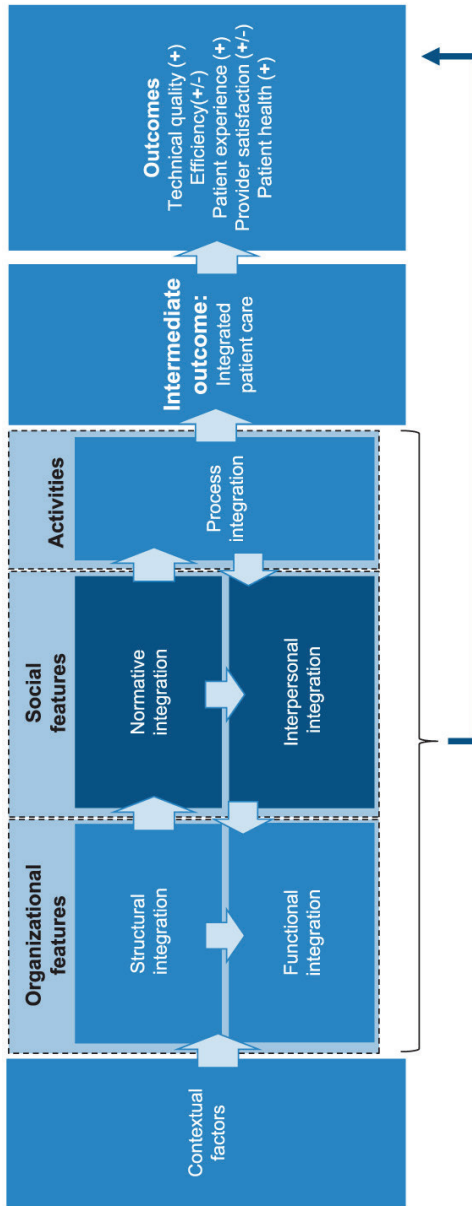 Contextual
factors
Organizational
features
Structural
integration
Functional
integration
Social
features
Normative
integration
Interpersonal
integration
Activities
Process
integration
Intermediate
outcome:
Integrated
patient care
Outcomes
Technical quality (+)
Efficiency(+/-)
Patient experience (+)
Provider satisfaction (+/-)
Patient health (+)